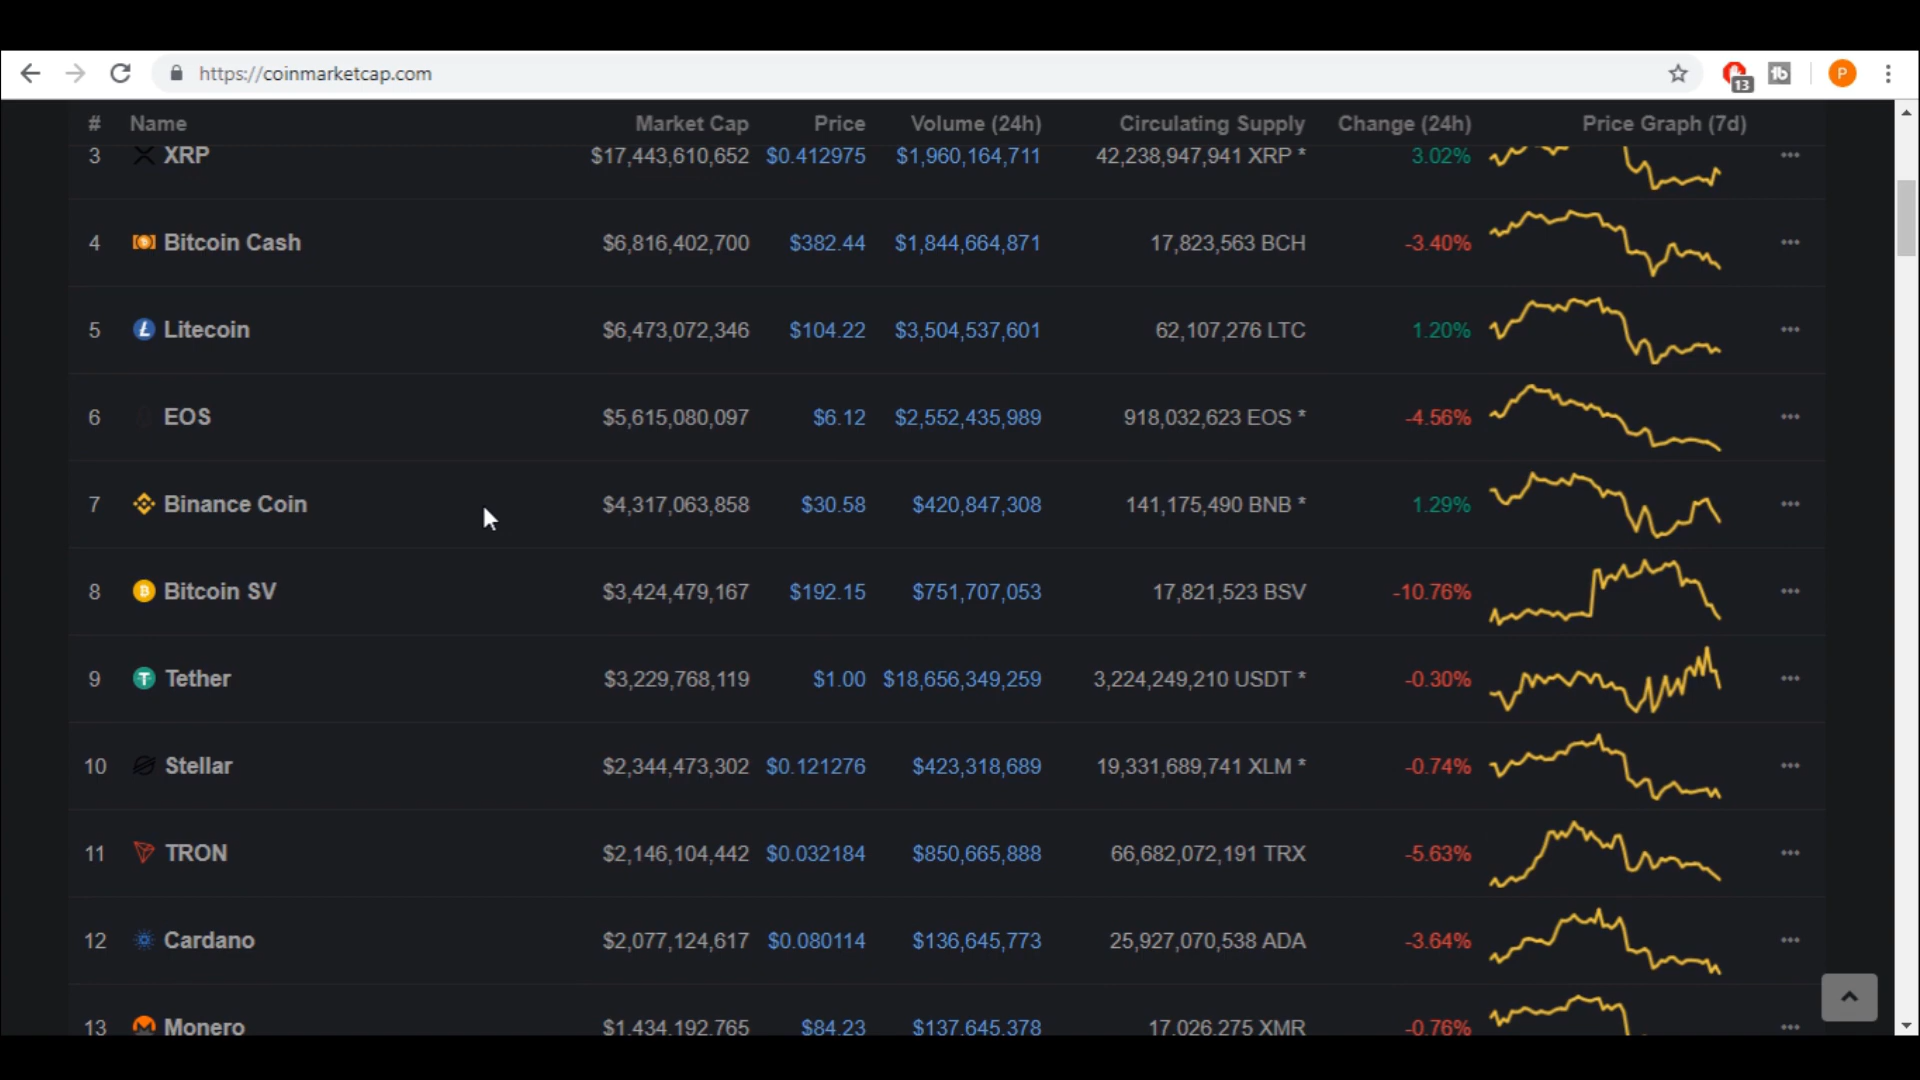 https://coinmarketcap.com
13
P
# Name Market Cap Price Volume (24h) Circulating Supply Change (24h) Price Graph (7d)
3 XRP $17,443,610,652 $0.412975 $1,960,164,711 42,238,947,941 XRP * 3.02%
4 Bitcoin Cash $6,816,402,700 $382.44 $1,844,664,871 17,823,563 BCH -3.40%
5 Litecoin $6,473,072,346 $104.22 $3,504,537,601 62,107,276 LTC 1.20%
6 EOS $5,615,080,097 $6.12 $2,552,435,989 918,032,623 EOS * -4.56%
7 Binance Coin $4,317,063,858 $30.58 $420,847,308 141,175,490 BNB * 1.29%
8 Bitcoin SV $3,424,479,167 $192.15 $751,707,053 17,821,523 BSV -10.76%
9 Tether $3,229,768,119 $1.00 $18,656,349,259 3,224,249,210 USDT * -0.30%
10 Stellar $2,344,473,302 $0.121276 $423,318,689 19,331,689,741 XLM * -0.74%
11 TRON $2,146,104,442 $0.032184 $850,665,888 66,682,072,191 TRX -5.63%
12 Cardano $2,077,124,617 $0.080114 $136,645,773 25,927,070,538 ADA -3.64%
13 Monero $1,434,192,765 $84.23 $137,645,378 17,026,275 XMR -0.76%